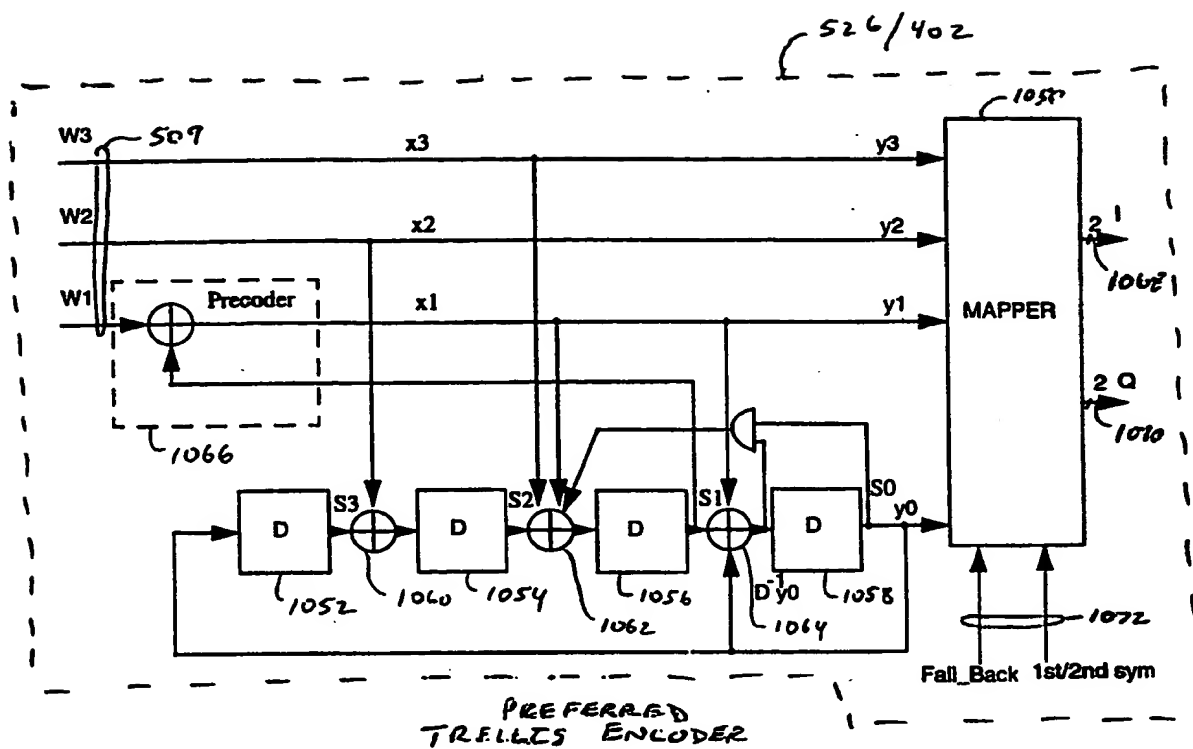 526/402
1050
W3
509
x3
y3
W2
x2
y2
2 I
1068
W1
Precoder
x1
y1
MAPPER
2 Q
1070
1066
S3
S2
S1
S0
D
D
D
D
y0
1052
1060
1054
1062
1056
D⁻¹y0
1064
1058
1072
Fall_Back
1st/2nd sym
PREFERRED
TRELLIS ENCODER